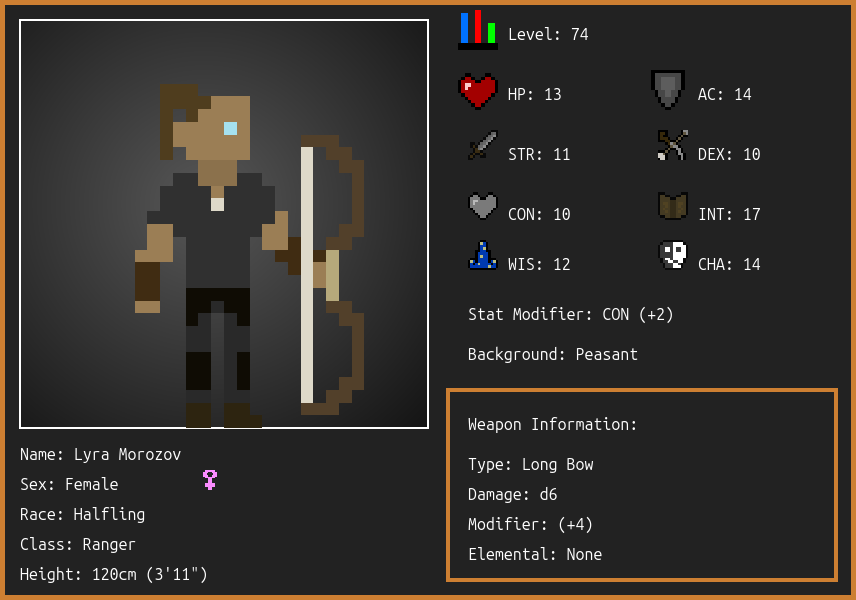 Level: 74
HP: 13
AC: 14
STR: 11
DEX: 10
CON: 10
INT: 17
WIS: 12
CHA: 14
Stat Modifier: CON (+2)
Background: Peasant
Weapon Information:
Type: Long Bow
Damage: d6
Modifier: (+4)
Elemental: None
Name: Lyra Morozov
Sex: Female
Race: Halfling
Class: Ranger
Height: 120cm (3'11")